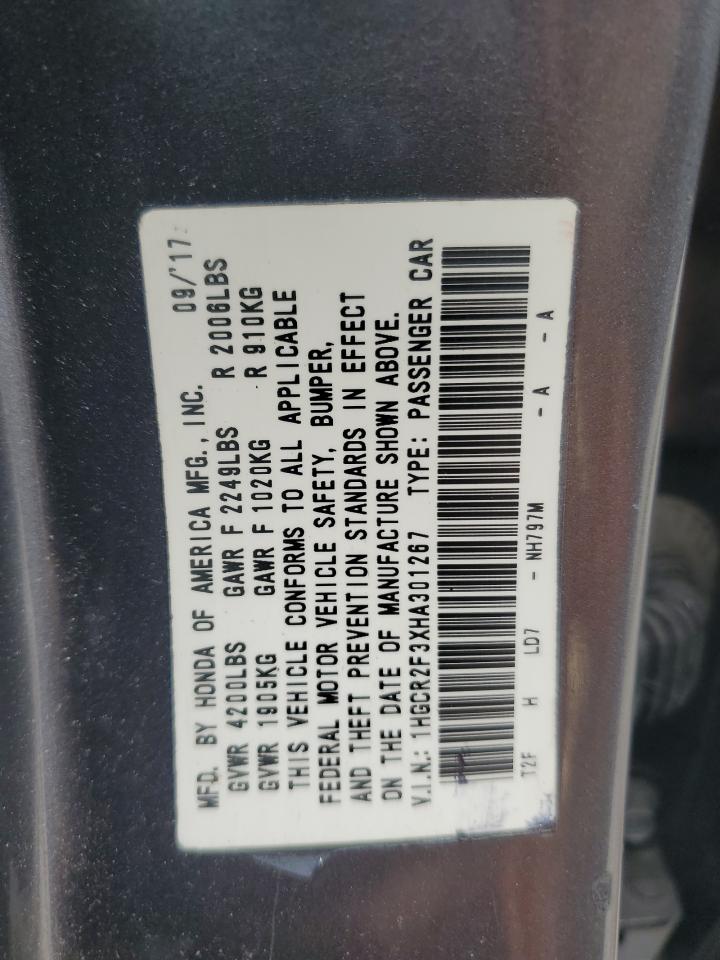 MFD. BY HONDA OF AMERICA MFG., INC. 09/'17
GVWR 4200LBS GAWR F 2249LBS R 2006LBS
GVWR 1905KG GAWR F 1020KG R 910KG
THIS VEHICLE CONFORMS TO ALL APPLICABLE
FEDERAL MOTOR VEHICLE SAFETY, BUMPER,
AND THEFT PREVENTION STANDARDS IN EFFECT
ON THE DATE OF MANUFACTURE SHOWN ABOVE.
V.I.N.: 1HGCR2F3XHA301267 TYPE: PASSENGER CAR
T2F H LD7 - NH797M - A - A